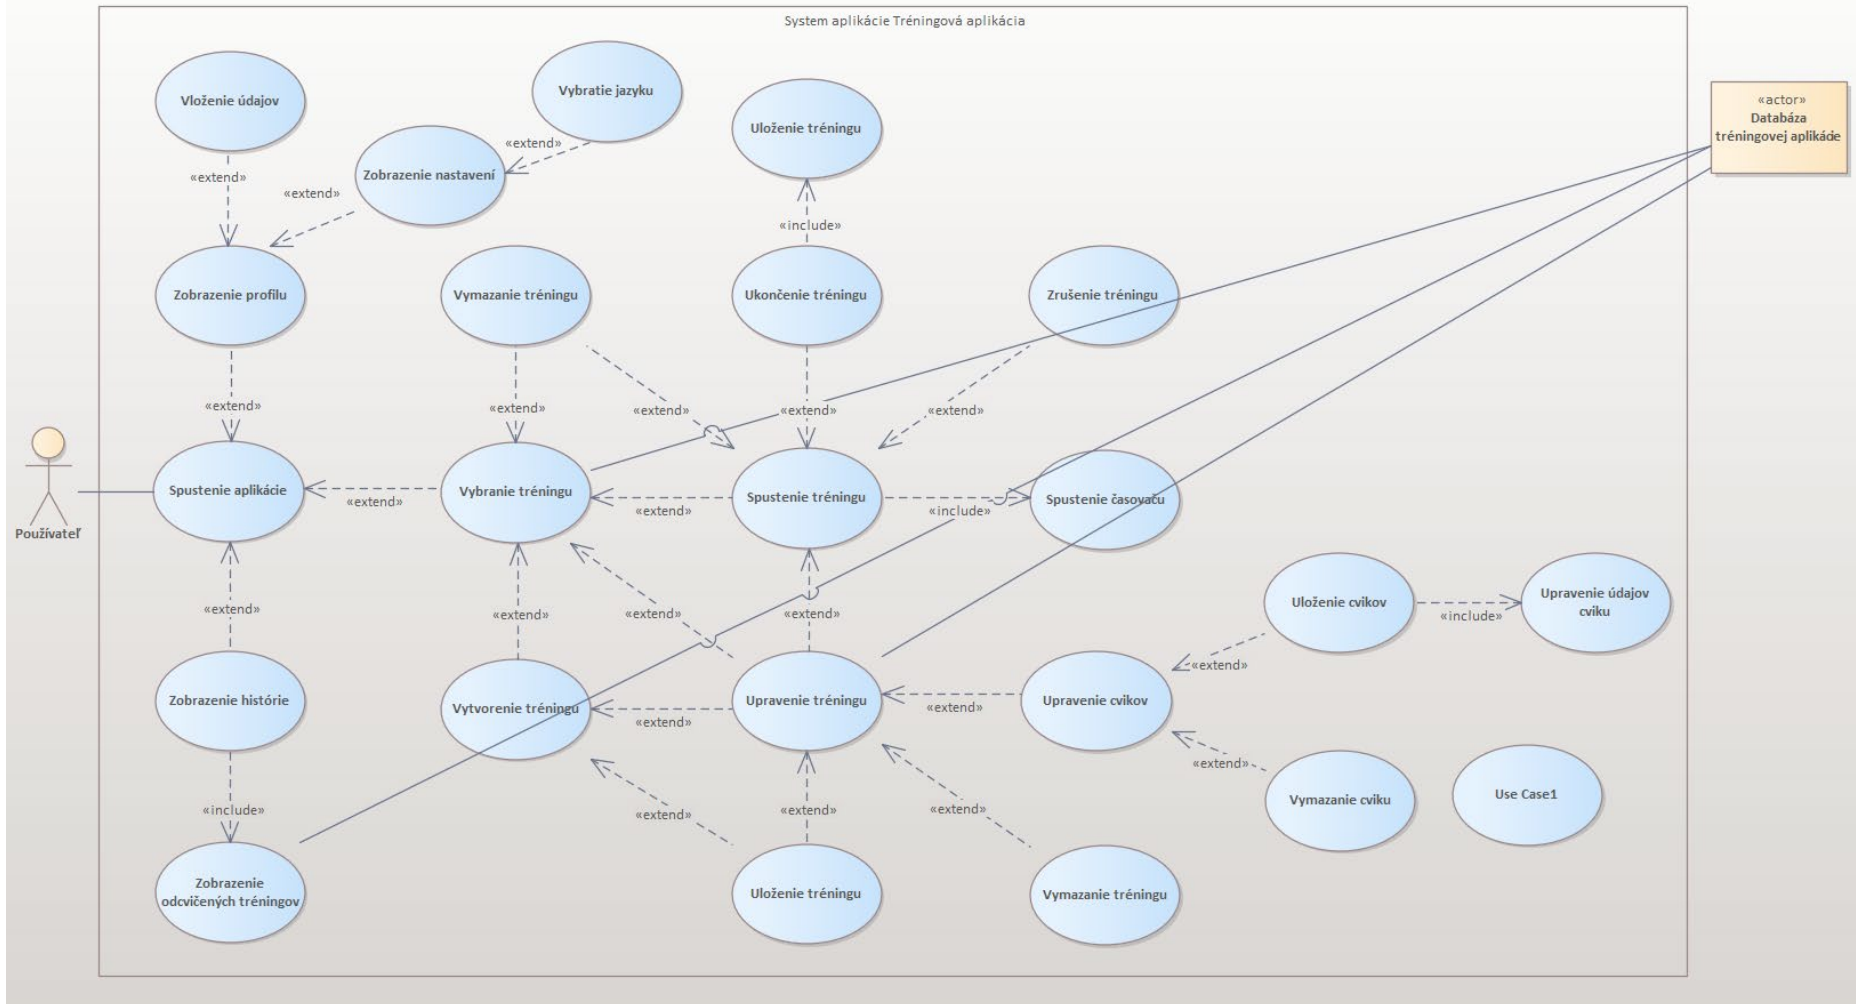 System aplikácie Tréningová aplikácia
Vloženie údajov
Vybratie jazyku
Uloženie tréningu
«actor»
Databáza
tréningovej aplikácie
«extend»
«extend»
«extend»
Zobrazenie nastavení
«include»
Zobrazenie profilu
Vymazanie tréningu
Ukončenie tréningu
Zrušenie tréningu
«extend»
«extend»
«extend»
«extend»
«extend»
Používateľ
Spustenie aplikácie
«extend»
Vybranie tréningu
«extend»
Spustenie tréningu
«include»
Spustenie časovaču
«extend»
«extend»
«extend»
«extend»
Uloženie cvikov
«include»
Upravenie údajov
cviku
«extend»
Zobrazenie histórie
Vytvorenie tréningu
«extend»
Upravenie tréningu
«extend»
Upravenie cvikov
«extend»
«include»
«extend»
«extend»
«extend»
Vymazanie cviku
Use Case1
Zobrazenie
odcvičených tréningov
Uloženie tréningu
Vymazanie tréningu